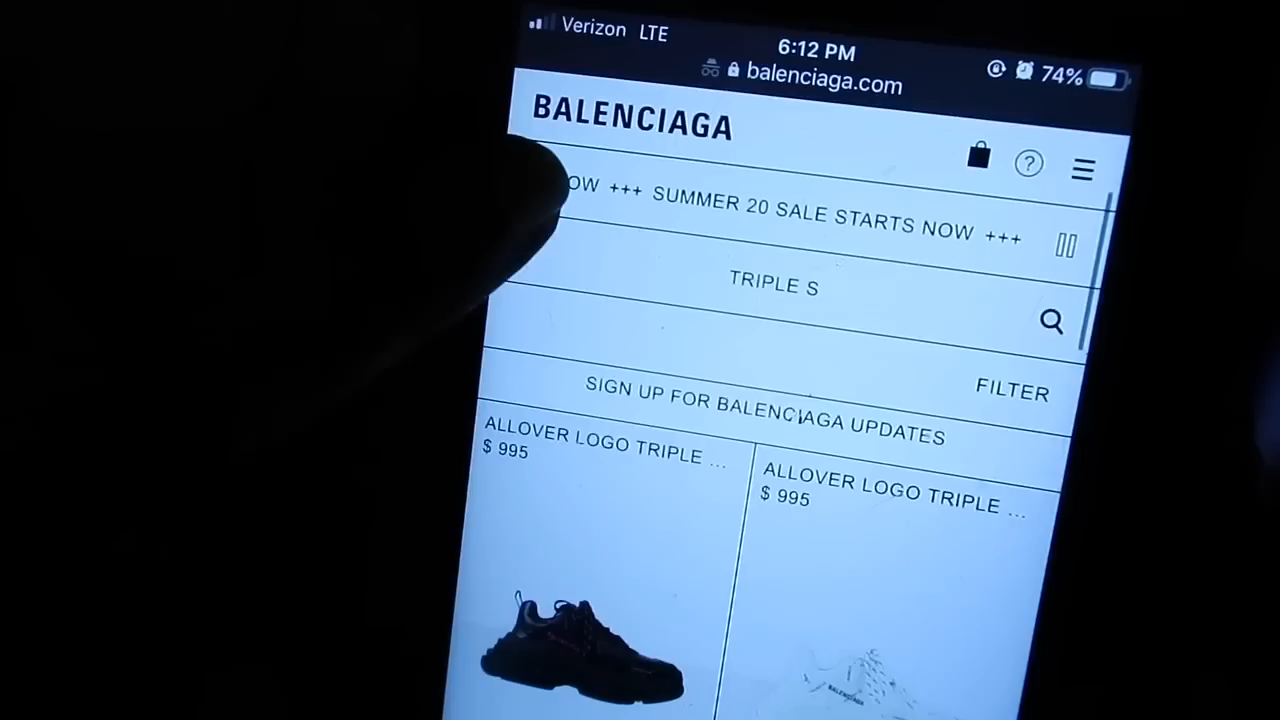 Verizon LTE
6:12 PM
74%
balenciaga.com
BALENCIAGA
?
OW +++ SUMMER 20 SALE STARTS NOW +++
TRIPLE S
FILTER
SIGN UP FOR BALENCIAGA UPDATES
ALLOVER LOGO TRIPLE ...
$ 995
ALLOVER LOGO TRIPLE ...
$ 995
BALENCIAGA